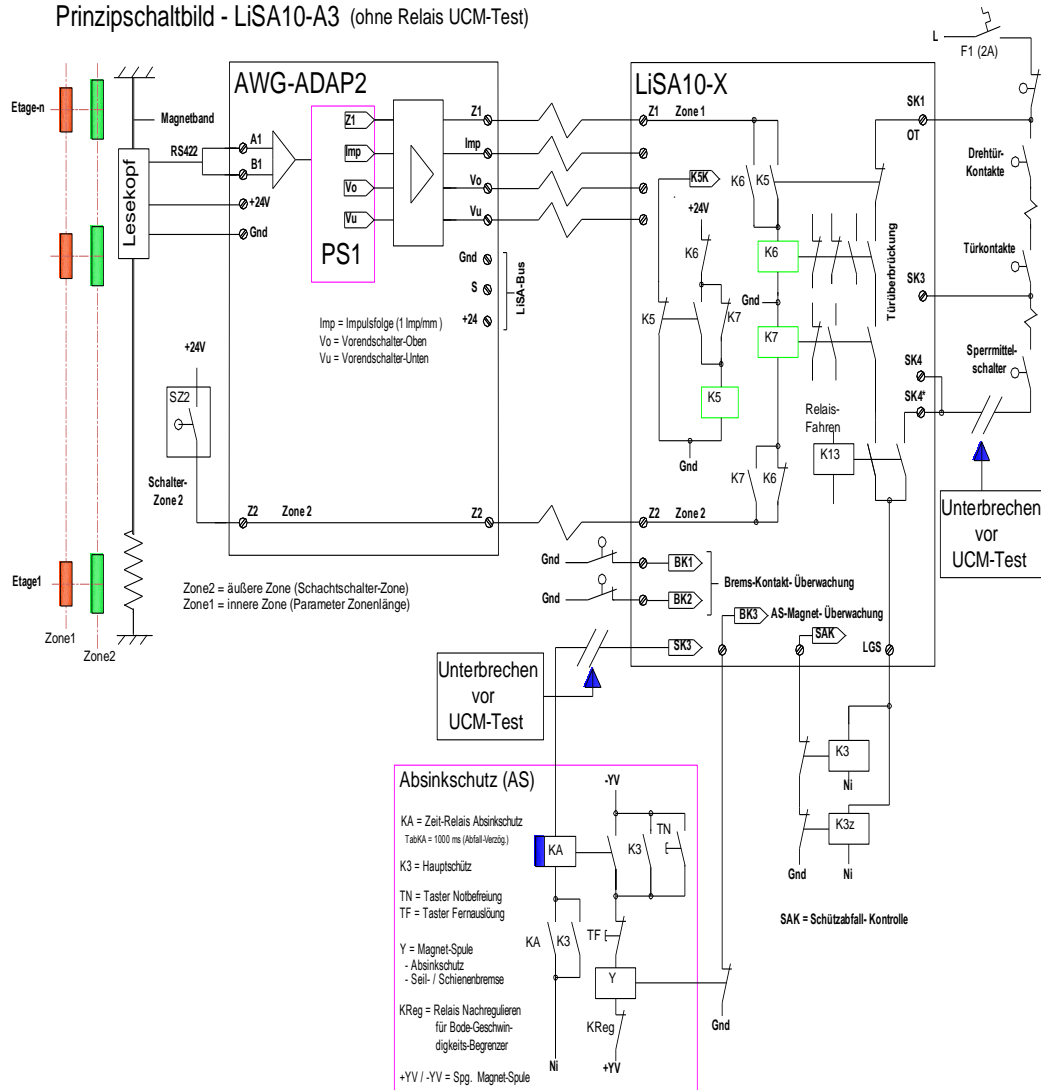 Prinzipschaltbild - LiSA10-A3 (ohne Relais UCM-Test)
L
F1 (2A)
AWG-ADAP2
LiSA10-X
Etage-n
Magnetband
RS422
Lesekopf
A1
B1
+24V
Gnd
Z1
Imp
Vo
Vu
PS1
Z1
Imp
Vo
Vu
Gnd
S
+24
LiSA-Bus
Imp = Impulsfolge (1 Imp/mm )
Vo = Vorendschalter-Oben
Vu = Vorendschalter-Unten
Z1
Zone 1
K5K
+24V
K6
K5
K6
K6
K5
K7
Gnd
K7
K5
Gnd
K7
K6
Türüberbrückung
Relais-
Fahren
K13
SK1
OT
SK3
SK4
SK4*
Drehtür-
Kontakte
Türkontakte
Sperrmittel-
schalter
+24V
SZ2
Schalter-
Zone 2
Z2
Zone 2
Z2
Z2
Zone 2
Unterbrechen
vor
UCM-Test
Etage1
Zone1
Zone2
Zone2 = äußere Zone (Schachtschalter-Zone)
Zone1 = innere Zone (Parameter Zonenlänge)
Gnd
BK1
Gnd
BK2
Brems-Kontakt- Überwachung
BK3
AS-Magnet- Überwachung
SAK
SK3
LGS
Unterbrechen
vor
UCM-Test
K3
Ni
K3z
Gnd
Ni
SAK = Schützabfall- Kontrolle
Absinkschutz (AS)
-YV
KA = Zeit-Relais Absinkschutz
TabKA = 1000 ms (Abfall-Verzög.)
KA
K3
TN
K3 = Hauptschütz
TN = Taster Notbefreiung
TF = Taster Fernauslöung
KA
K3
TF
Y = Magnet-Spule
- Absinkschutz
- Seil- / Schienenbremse
Y
KReg = Relais Nachregulieren
für Bode-Geschwin-
digkeits-Begrenzer
KReg
Gnd
Ni
+YV
+YV / -YV = Spg. Magnet-Spule